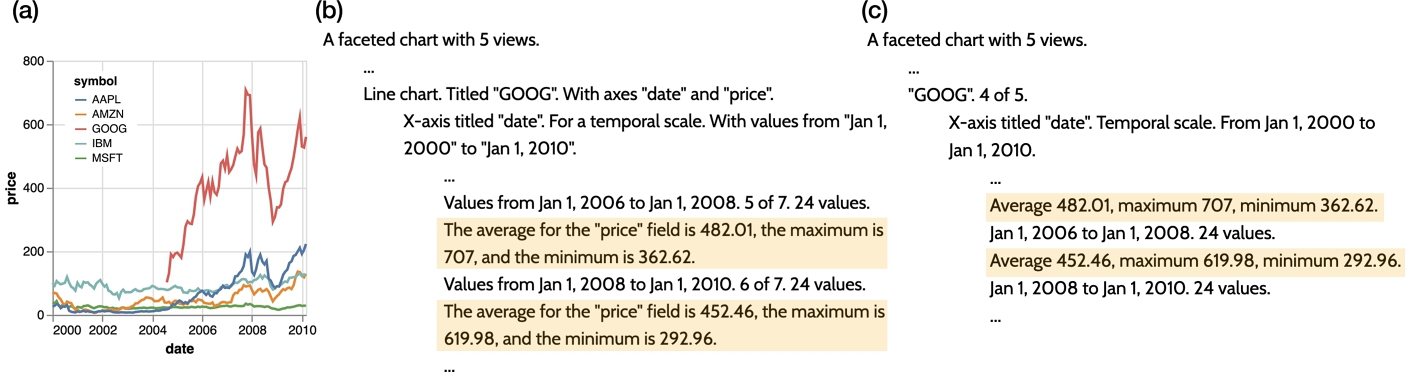 (a)
800
600
400
200
0
price
symbol
AAPL
AMZN
GOOG
IBM
MSFT
2000 2002 2004 2006 2008 2010
date
(b)
A faceted chart with 5 views.
...
Line chart. Titled "GOOG". With axes "date" and "price".
X-axis titled "date". For a temporal scale. With values from "Jan 1,
2000" to "Jan 1, 2010".
...
Values from Jan 1, 2006 to Jan 1, 2008. 5 of 7. 24 values.
The average for the "price" field is 482.01, the maximum is
707, and the minimum is 362.62.
Values from Jan 1, 2008 to Jan 1, 2010. 6 of 7. 24 values.
The average for the "price" field is 452.46, the maximum is
619.98, and the minimum is 292.96.
...
(c)
A faceted chart with 5 views.
...
"GOOG". 4 of 5.
X-axis titled "date". Temporal scale. From Jan 1, 2000 to
Jan 1, 2010.
...
Average 482.01, maximum 707, minimum 362.62.
Jan 1, 2006 to Jan 1, 2008. 24 values.
Average 452.46, maximum 619.98, minimum 292.96.
Jan 1, 2008 to Jan 1, 2010. 24 values.
...